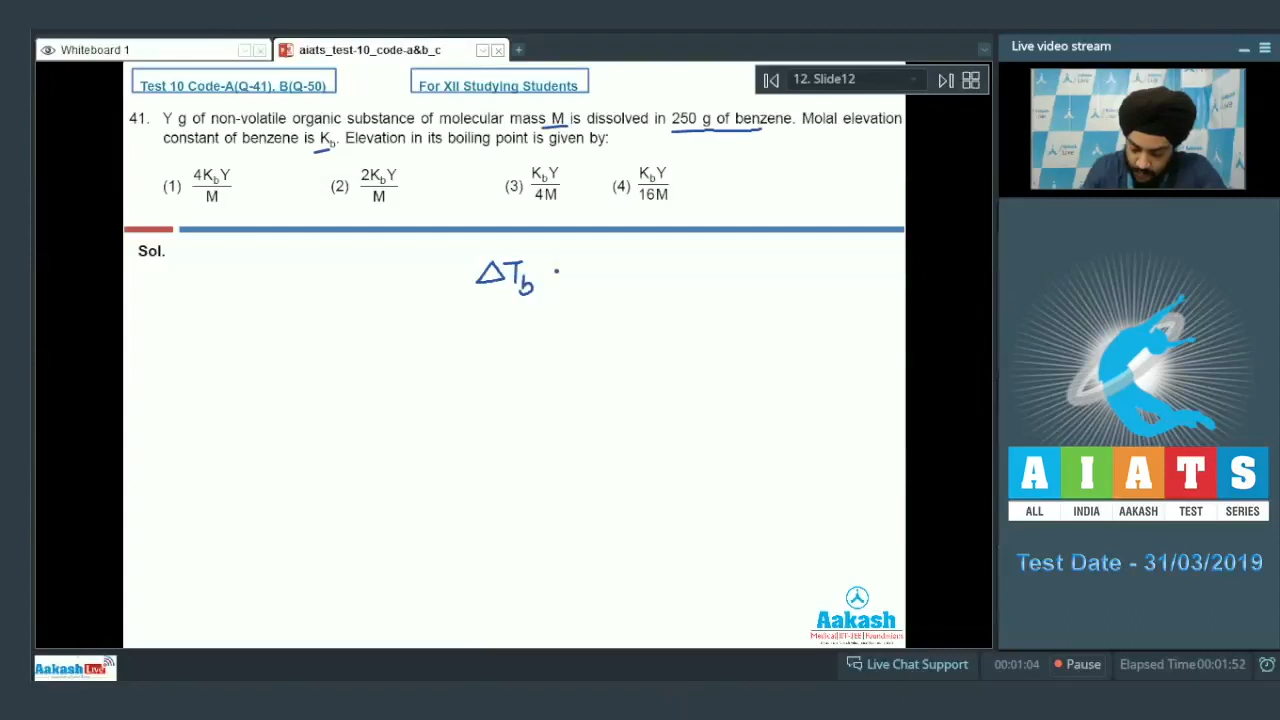 Whiteboard 1
aiats_test-10_code-a&b_c
Live video stream
Test 10 Code-A(Q-41), B(Q-50)
For XII Studying Students
12. Slide12
41. Y g of non-volatile organic substance of molecular mass M is dissolved in 250 g of benzene. Molal elevation
constant of benzene is K_b. Elevation in its boiling point is given by:
(1) 4K_bY/M (2) 2K_bY/M (3) K_bY/4M (4) K_bY/16M
Sol.
ΔT_b
A I A T S
ALL INDIA AAKASH TEST SERIES
Test Date - 31/03/2019
Aakash
Medical|IIT-JEE|Foundations
Aakash Live
Live Chat Support
00:01:04
Pause
Elapsed Time 00:01:52